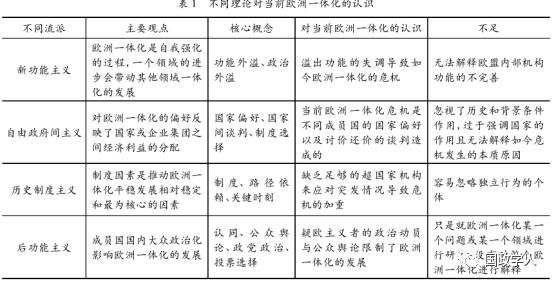 表 1 不同理论对当前欧洲一体化的认识
不同流派 主要观点 核心概念 对当前欧洲一体化的认识 不足
新功能主义
欧洲一体化是自我强化
的过程,一个领域的进
步会带动其他领域一体
化的发展
功能外溢、政治
外溢
溢出功能的失调导致如
今欧洲一体化的危机
无法解释欧盟内部机构
功能的不完善
自由政府间主义
对欧洲一体化的偏好反
映了国家或企业集团之
间经济利益的分配
国家偏好、国家
间谈判、制度选
择
当前欧洲一体化危机是
不同成员国的国家偏好
以及讨价还价的谈判造
成的
忽视了历史和背景条件
作用,过于强调国家的
作用且无法解释如今危
机发生的本质原因
历史制度主义
制度因素是推动欧洲一
体化平稳发展相对稳定
和最为核心的因素
制度、路径依
赖、关键时刻
缺乏足够的超国家机构
来应对突发情况导致危
机的加重
容易忽略独立行为的个
体
后功能主义
成员国国内大众政治化
影响欧洲一体化的发展
认同、公众舆
论、政党政治、
投票选择
疑欧主义者的政治动员
与公众舆论限制了欧洲
一体化的发展
只是就欧洲一体化某一
个问题或某一个领域进
行研
欧洲一体化进行解释
国政学人